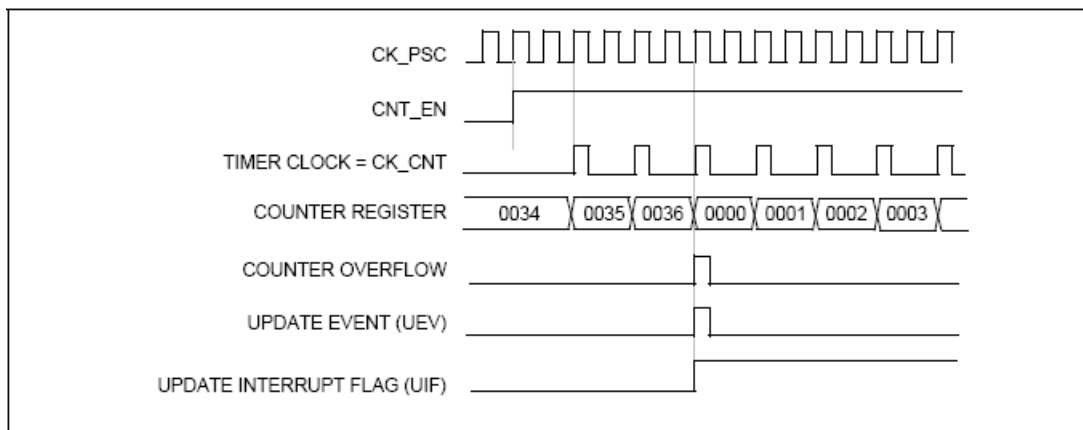 CK_PSC
CNT_EN
TIMER CLOCK = CK_CNT
COUNTER REGISTER 0034 0035 0036 0000 0001 0002 0003
COUNTER OVERFLOW
UPDATE EVENT (UEV)
UPDATE INTERRUPT FLAG (UIF)